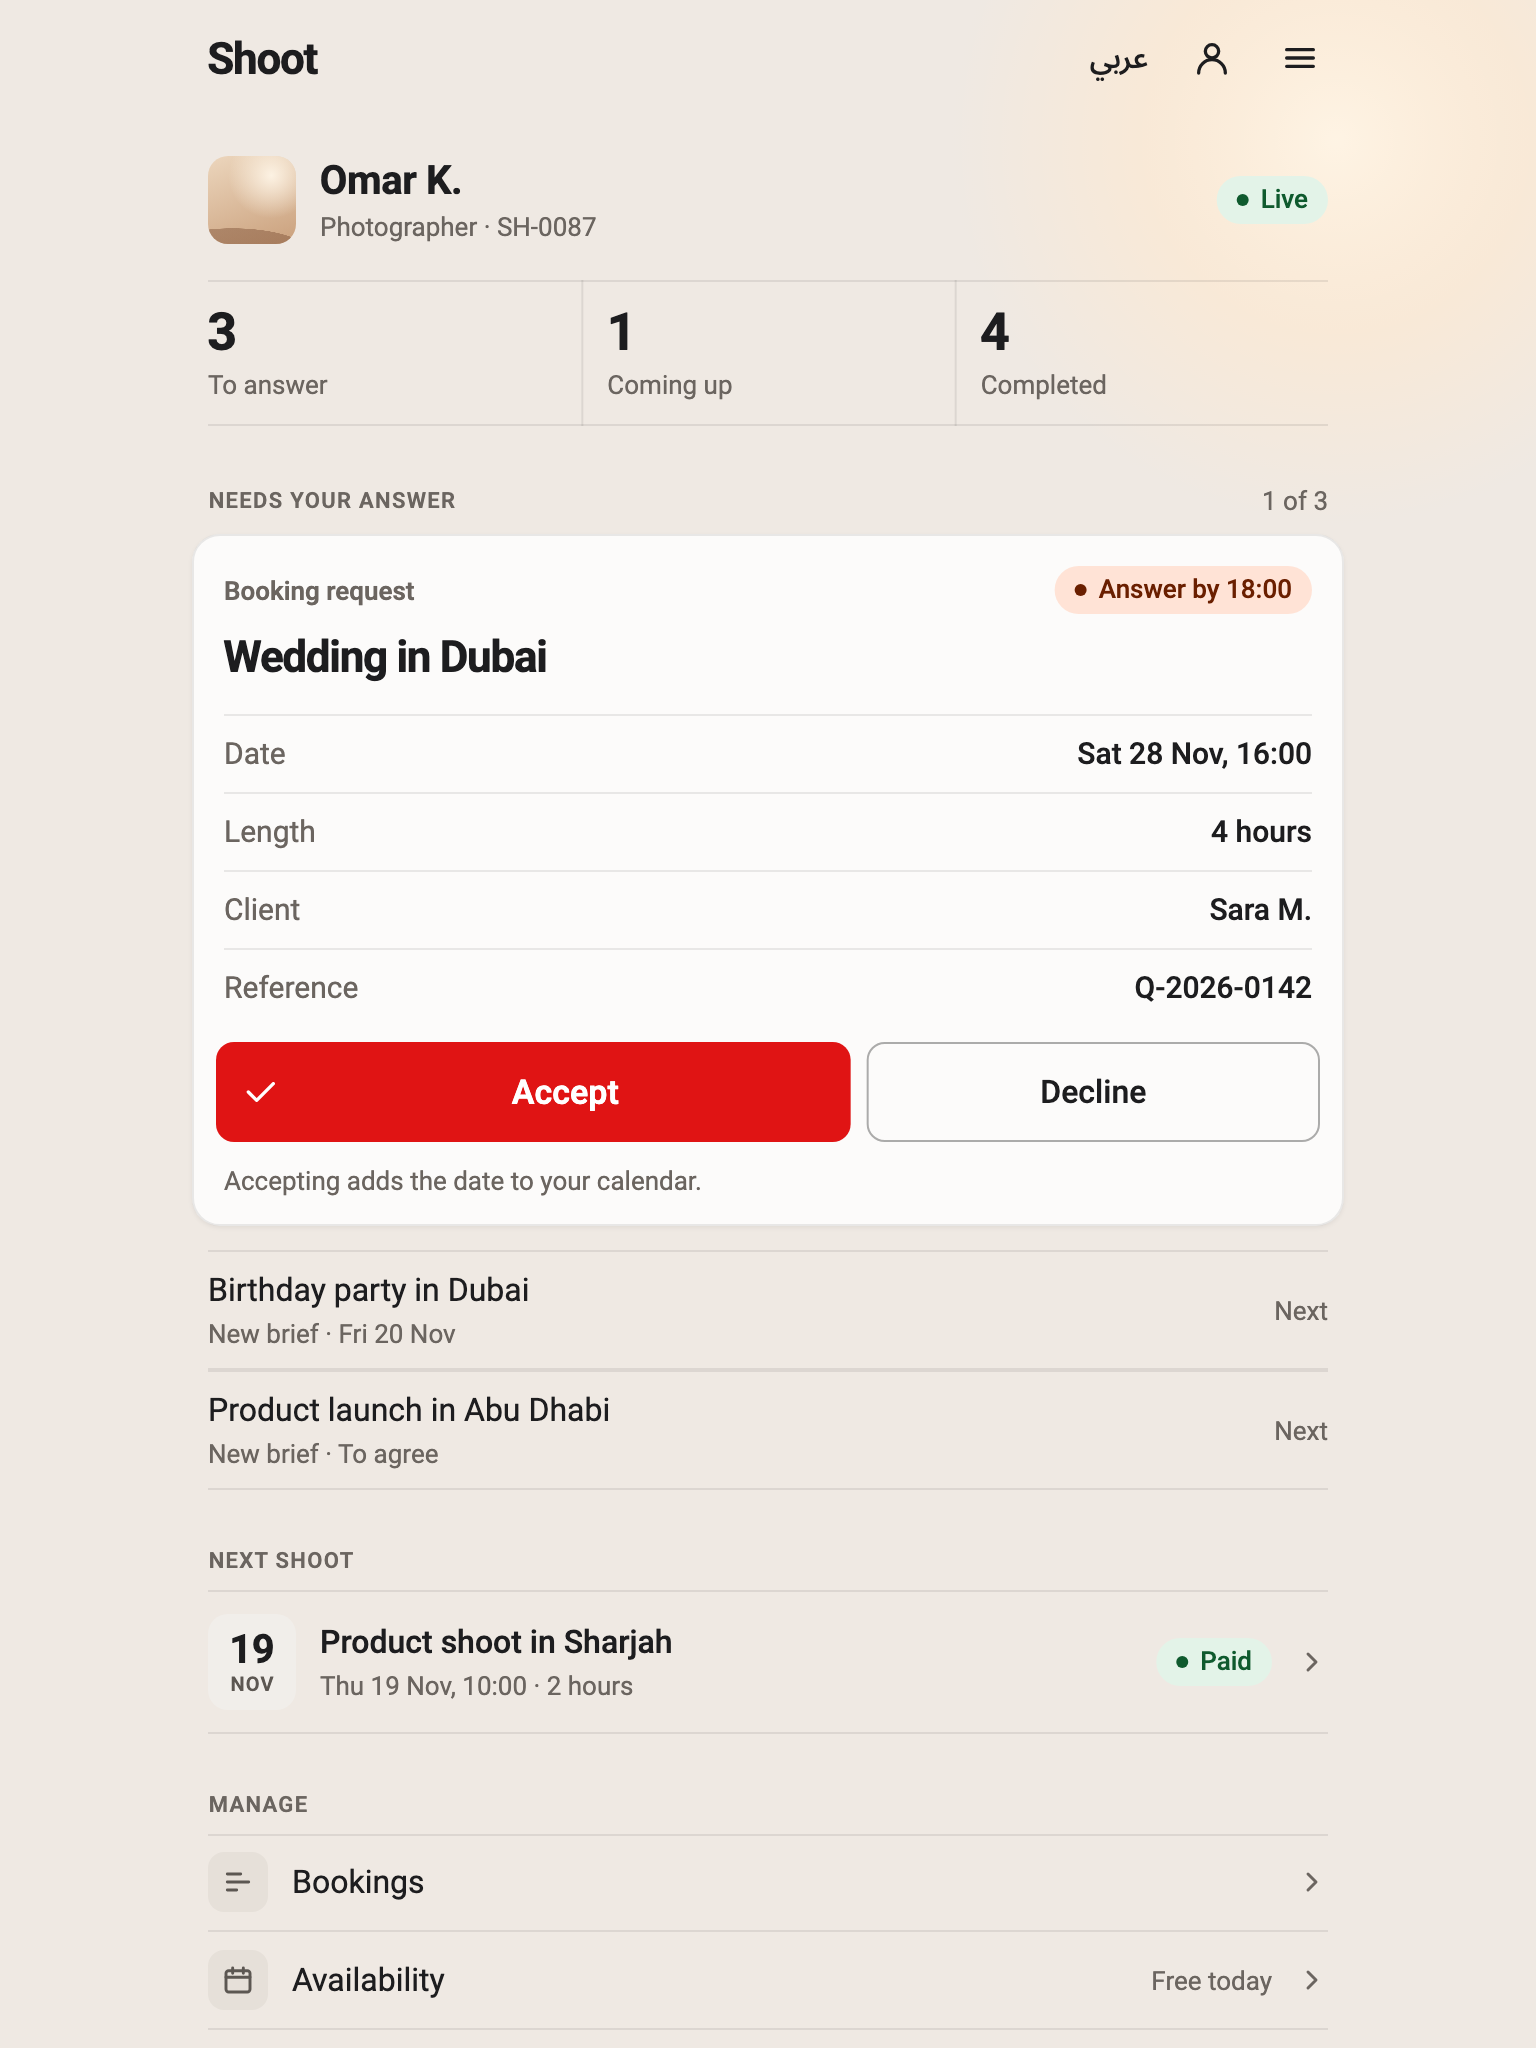 Shoot
عربي
Omar K.
Photographer · SH-0087
Live
3
To answer
1
Coming up
4
Completed
NEEDS YOUR ANSWER
1 of 3
Booking request
Answer by 18:00
Wedding in Dubai
Date
Sat 28 Nov, 16:00
Length
4 hours
Client
Sara M.
Reference
Q-2026-0142
Accept
Decline
Accepting adds the date to your calendar.
Birthday party in Dubai
New brief · Fri 20 Nov
Next
Product launch in Abu Dhabi
New brief · To agree
Next
NEXT SHOOT
19
NOV
Product shoot in Sharjah
Thu 19 Nov, 10:00 · 2 hours
Paid
MANAGE
Bookings
Availability
Free today